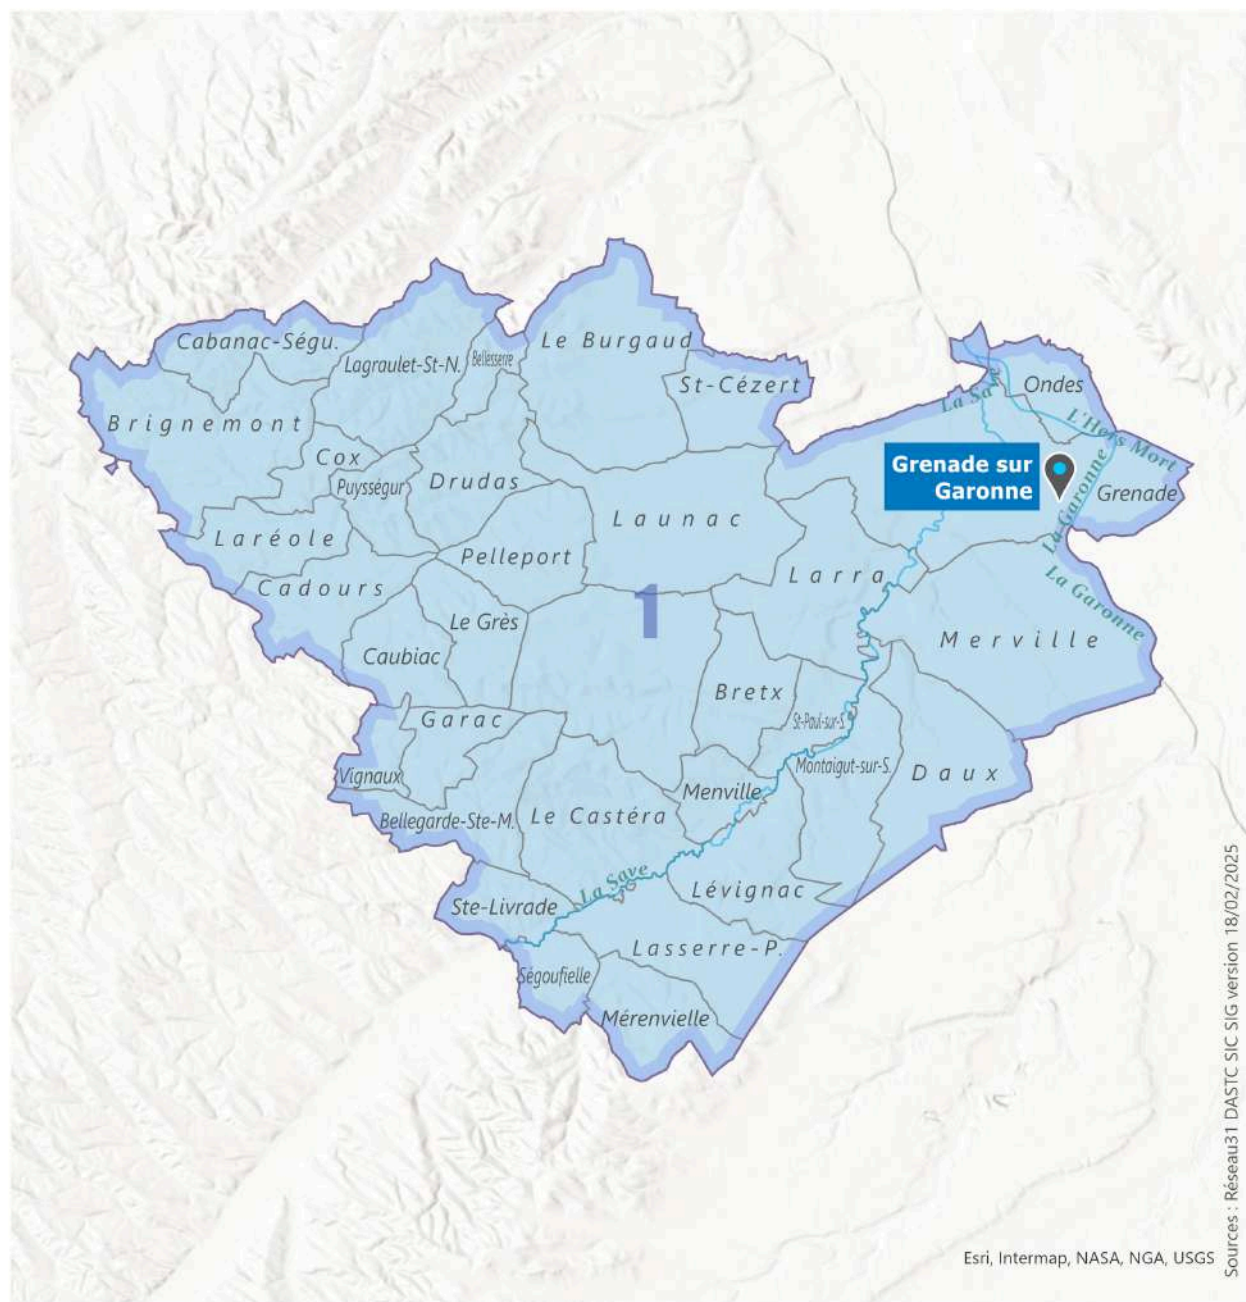 Cabanac-Ségu.
Le Burgaud
Lagraulet-St-N.
Bellesserre
St-Cézert
Ondes
La Save
Brignemont
L'Hers Mort
Cox
Grenade sur
Garonne
Puysségur
Drudas
Grenade
Launac
La Garonne
Laréole
Pelleport
Larra
Cadours
La Garonne
1
Le Grès
Merville
Caubiac
Bretx
Garac
St-Paul-sur-S.
Vignaux
Montaigut-sur-S.
Daux
Menville
Bellegarde-Ste-M.
Le Castéra
La Save
Lévignac
Ste-Livrade
Lasserre-P.
Ségoufielle
Mérenvielle
Esri, Intermap, NASA, NGA, USGS
Sources : Réseau31 DASTC SIC SIG version 18/02/2025